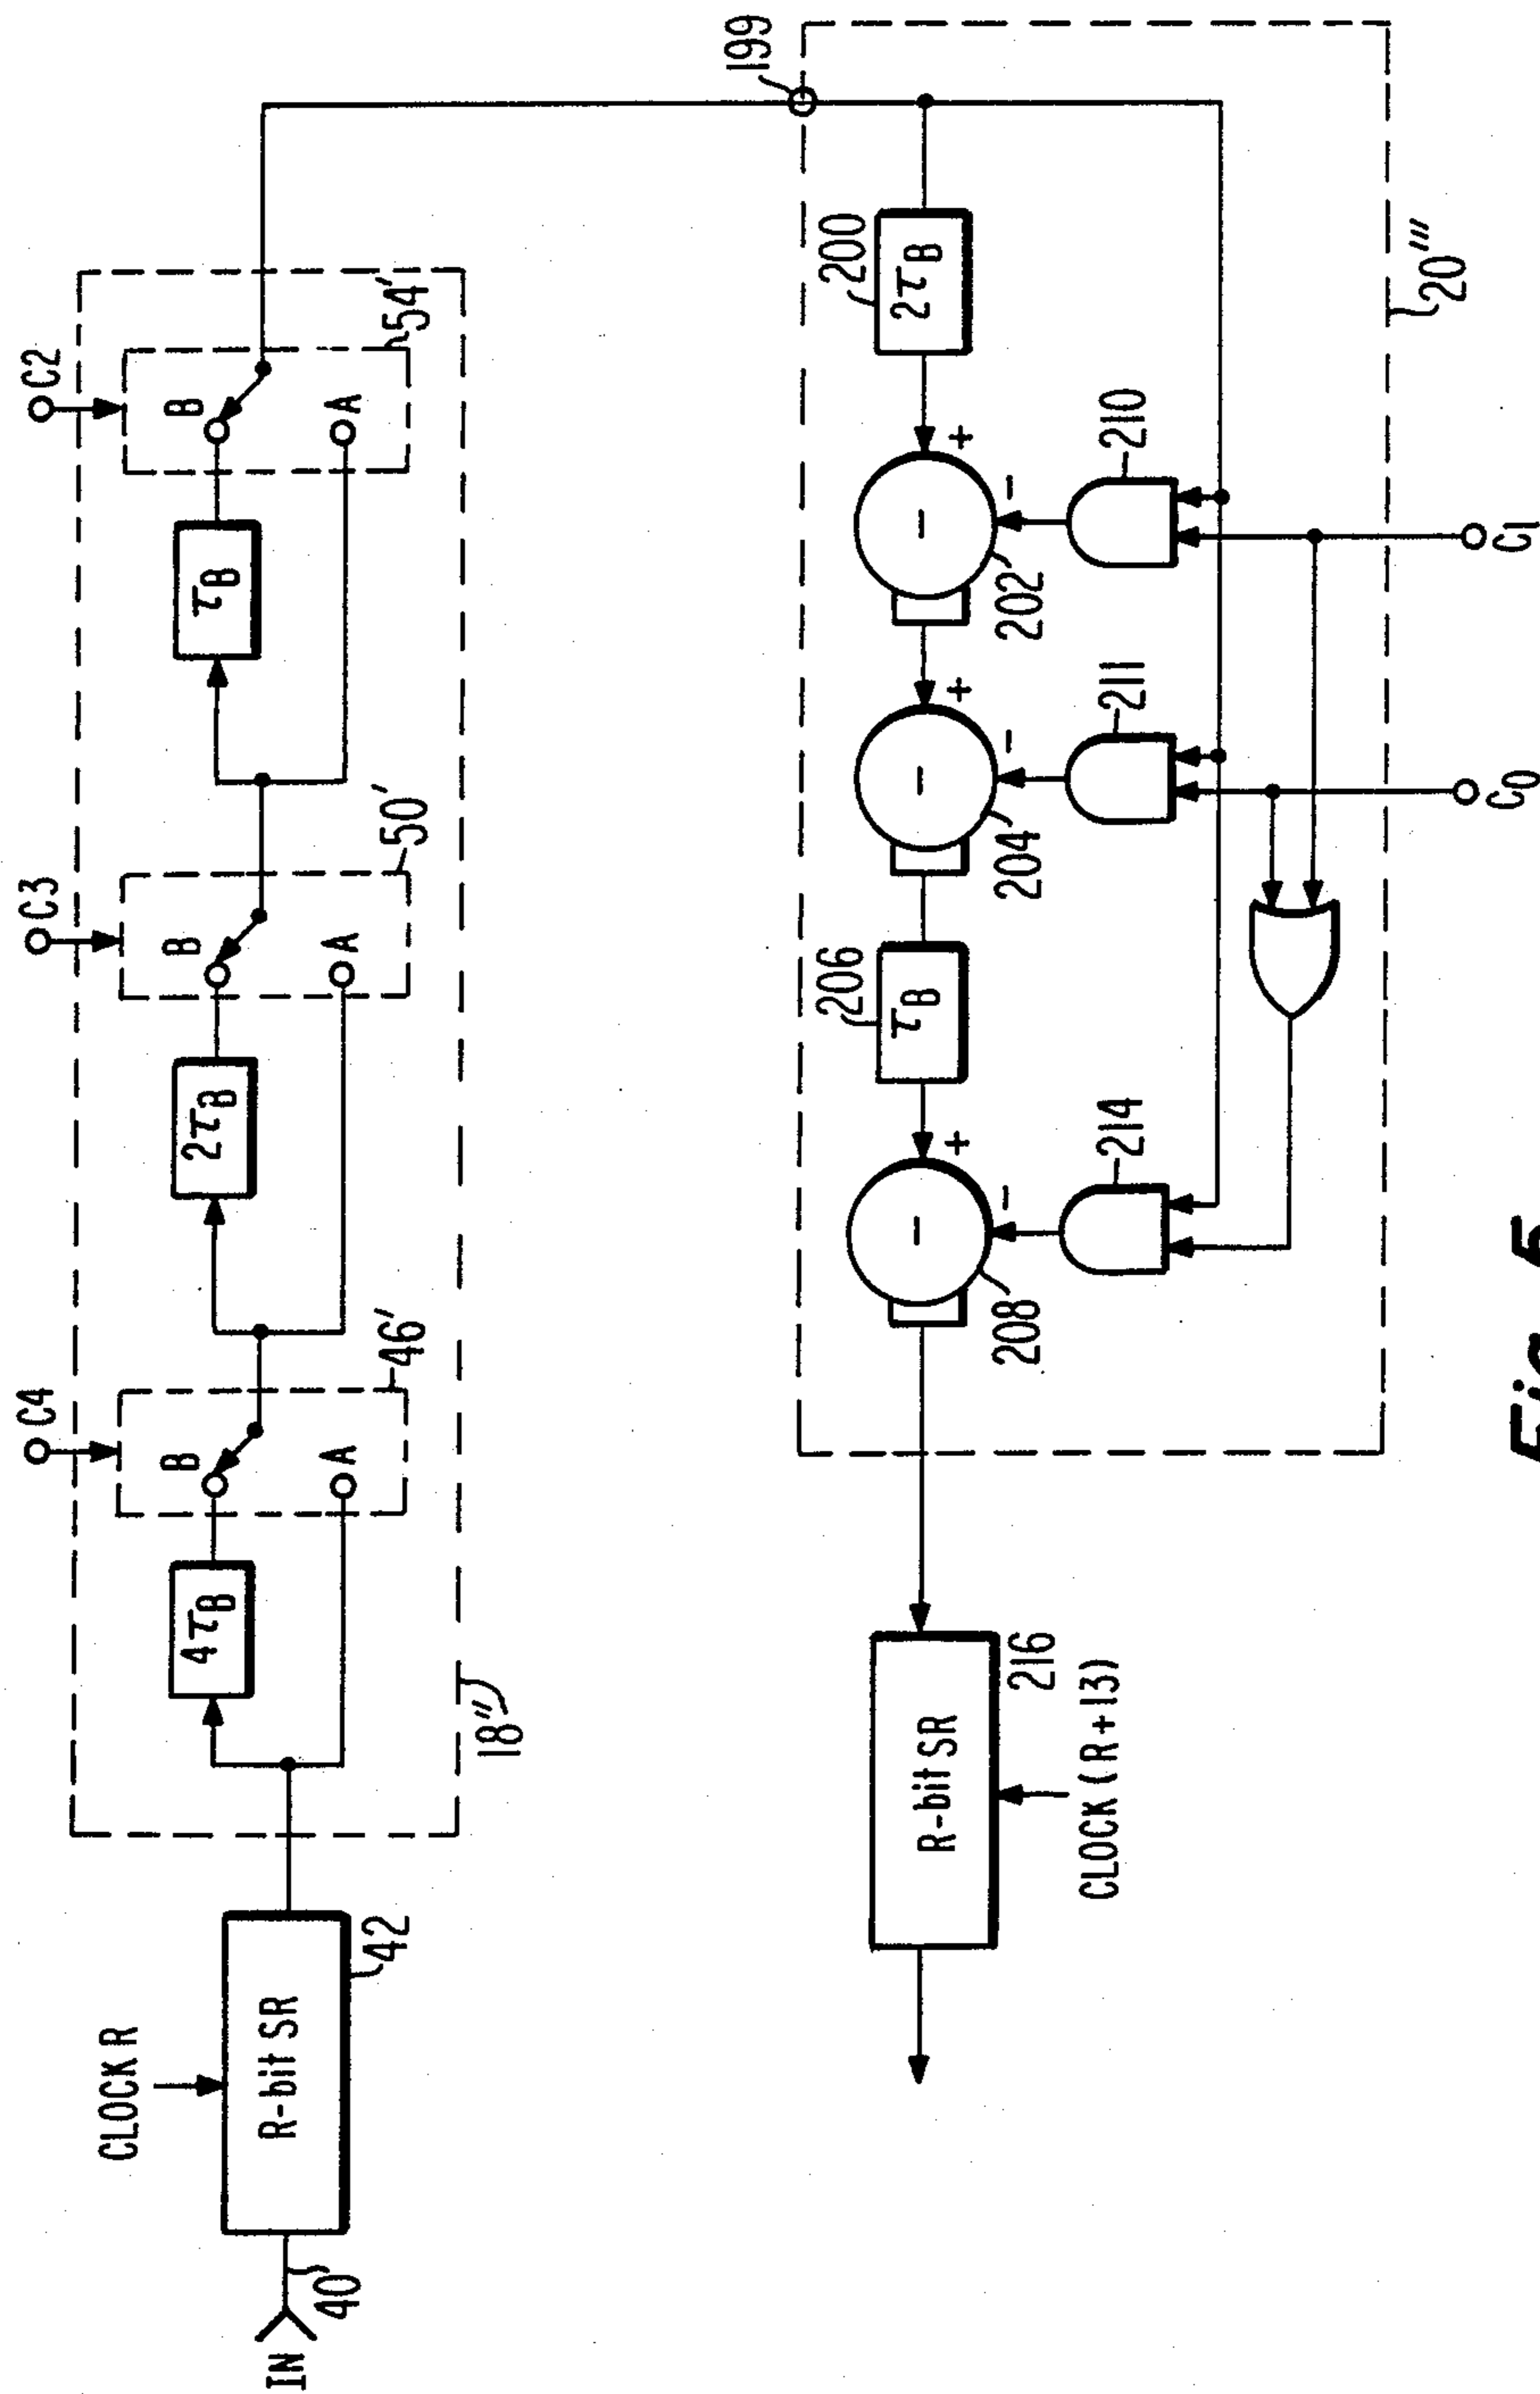 CLOCK R
IN
40
R-bit SR
42
18"
C4
4τB
B
A
46'
C3
2τB
B
A
50'
C2
τB
B
A
54'
199
20'''
200
2τB
+
-
-
202
210
+
-
-
204
211
206
τB
+
-
-
208
214
C1
C0
R-bit SR
216
CLOCK (R+13)